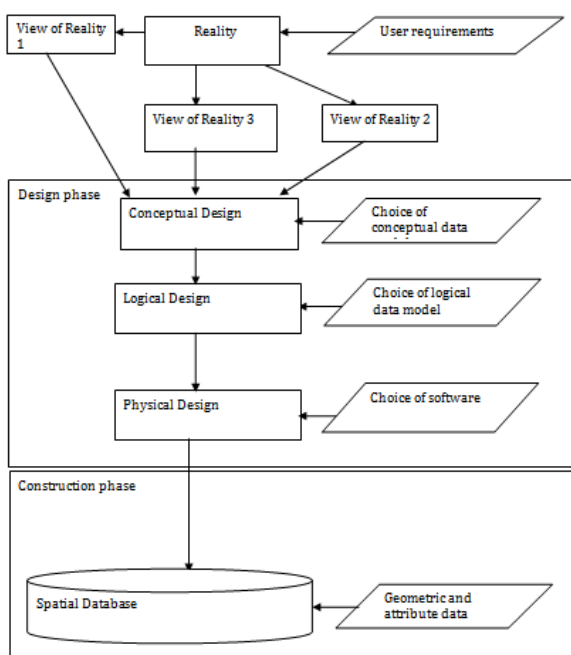 View of Reality
1
Reality
User requirements
View of Reality 3
View of Reality 2
Design phase
Conceptual Design
Choice of
conceptual data
Logical Design
Choice of logical
data model
Physical Design
Choice of software
Construction phase
Spatial Database
Geometric and
attribute data